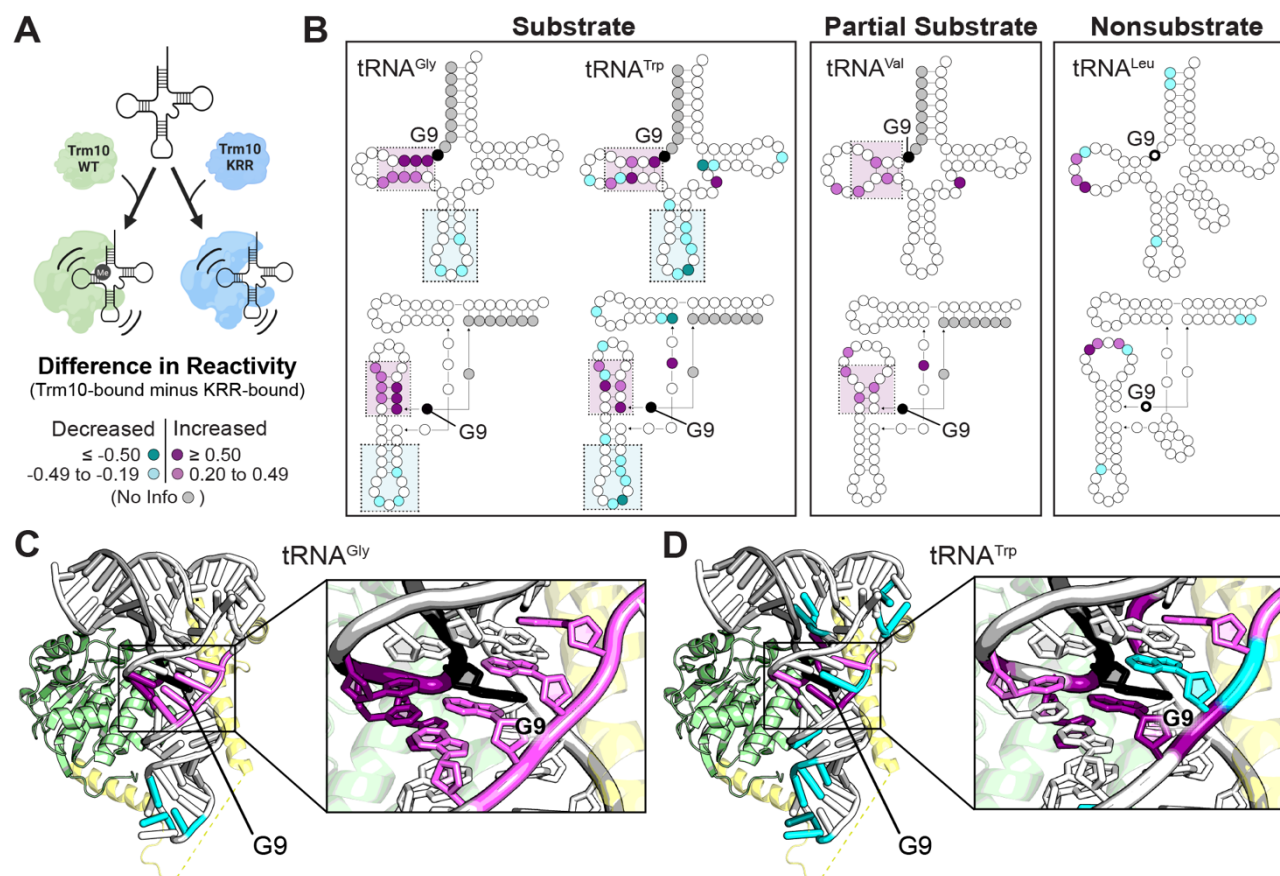 A
Trm10
WT
Trm10
KRR
Me
Difference in Reactivity
(Trm10-bound minus KRR-bound)
Decreased Increased
≤ -0.50 ≥ 0.50
-0.49 to -0.19 0.20 to 0.49
(No Info )
B
Substrate
Partial Substrate
Nonsubstrate
tRNAGly
tRNATrp
tRNAVal
tRNALeu
G9
G9
G9
G9
G9
G9
G9
C
tRNAGly
G9
G9
D
tRNATrp
G9
G9